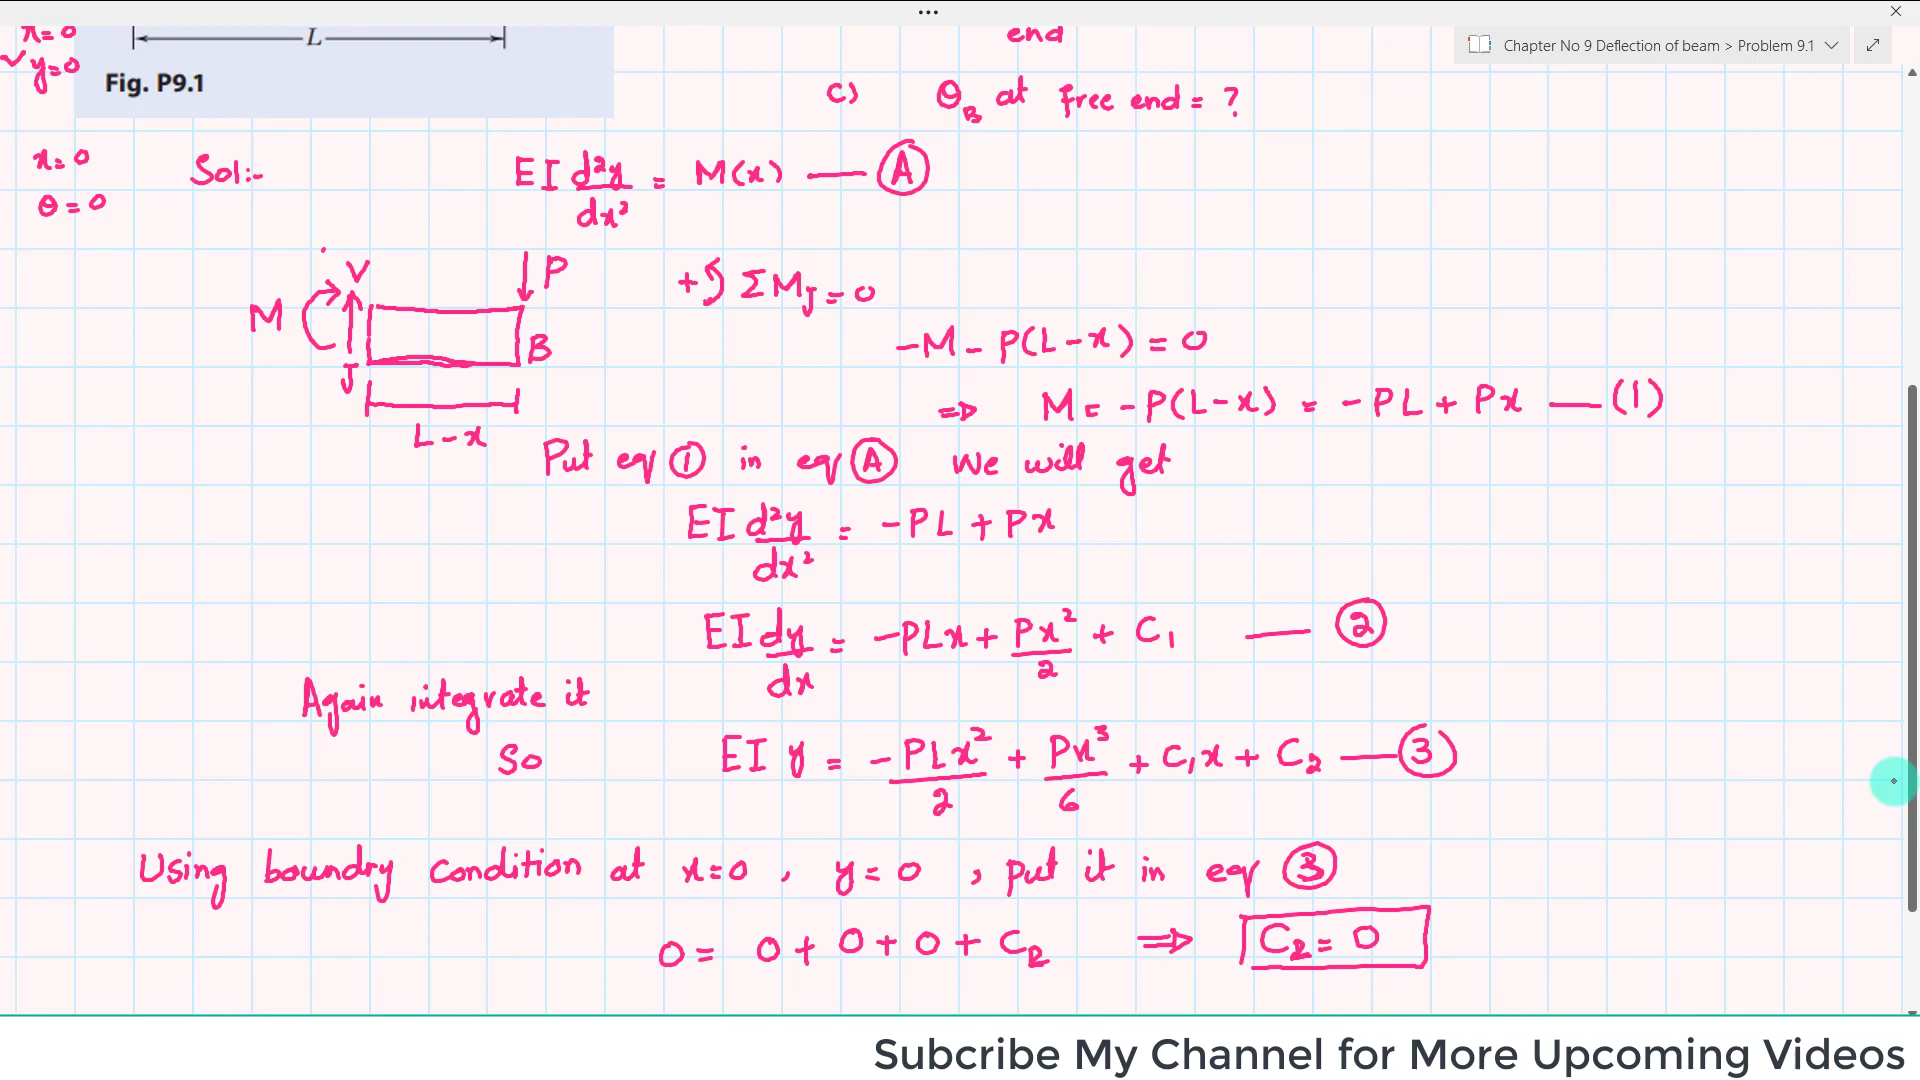 ...
Chapter No 9 Deflection of beam > Problem 9.1
x=0
y=0
L
Fig. P9.1
end
c) θ_B at free end = ?
x=0
θ=0
Sol:-
EI d²y/dx² = M(x) — (A)
M V P
J B
L-x
+↺ ΣM_J = 0
-M - P(L-x) = 0
⇒ M = -P(L-x) = -PL + Px — (1)
Put eq (1) in eq (A) We will get
EI d²y/dx² = -PL + Px
EI dy/dx = -PLx + Px²/2 + C₁ — (2)
Again integrate it
So EI y = -PLx²/2 + Px³/6 + C₁x + C₂ — (3)
Using boundry condition at x=0, y=0, put it in eq (3)
0 = 0 + 0 + 0 + C₂ ⇒ C₂ = 0
Subcribe My Channel for More Upcoming Videos